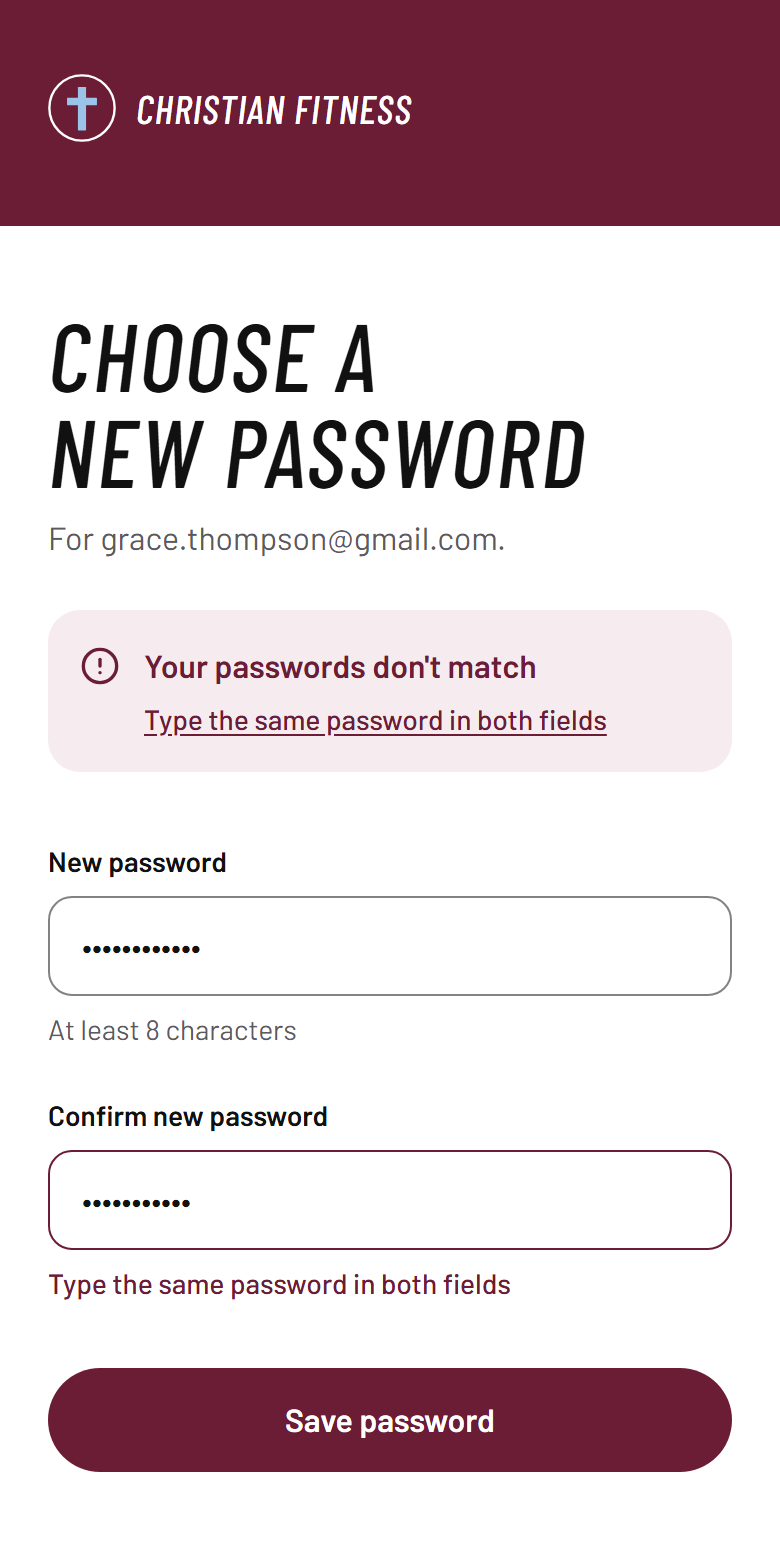 CHRISTIAN FITNESS
CHOOSE A
NEW PASSWORD
For grace.thompson@gmail.com.
Your passwords don't match
Type the same password in both fields
New password
••••••••••••
At least 8 characters
Confirm new password
•••••••••••
Type the same password in both fields
Save password